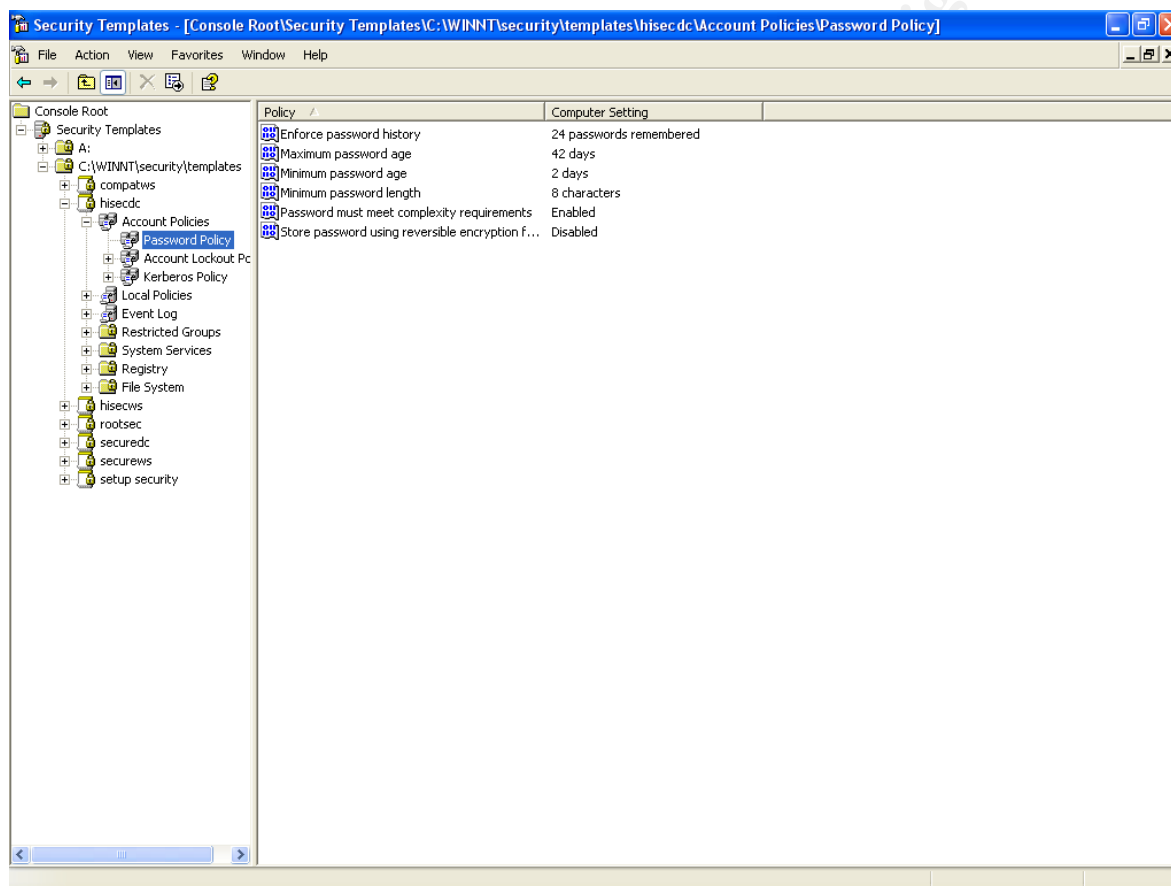 Security Templates - [Console Root\Security Templates\C:\WINNT\security\templates\hisecdc\Account Policies\Password Policy]
File Action View Favorites Window Help
Console Root
Security Templates
A:
C:\WINNT\security\templates
compatws
hisecdc
Account Policies
Password Policy
Account Lockout Pc
Kerberos Policy
Local Policies
Event Log
Restricted Groups
System Services
Registry
File System
hisecws
rootsec
securedc
securews
setup security
Policy Computer Setting
Enforce password history 24 passwords remembered
Maximum password age 42 days
Minimum password age 2 days
Minimum password length 8 characters
Password must meet complexity requirements Enabled
Store password using reversible encryption f... Disabled